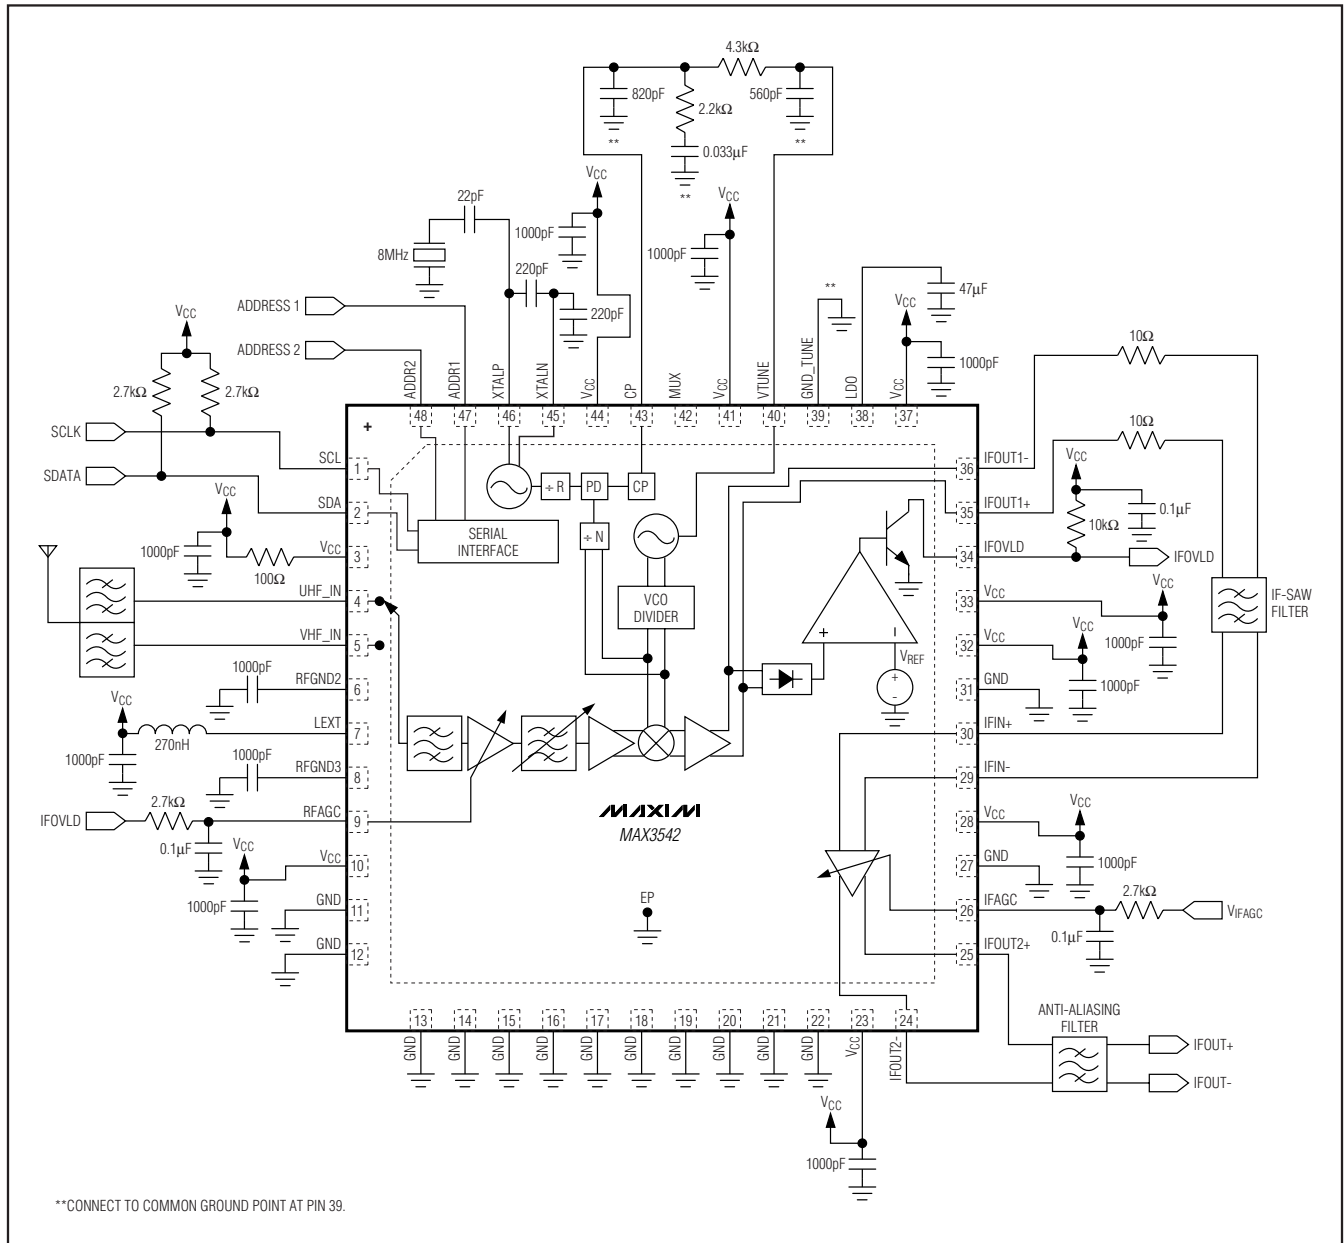 4.3kΩ
820pF
2.2kΩ
560pF
**
**
0.033µF
**
VCC
VCC
22pF
1000pF
1000pF
8MHz
220pF
220pF
**
47µF
VCC
1000pF
ADDRESS 1
ADDRESS 2
VCC
2.7kΩ
2.7kΩ
10Ω
10Ω
ADDR2
ADDR1
XTALP
XTALN
VCC
CP
MUX
VCC
VTUNE
GND_TUNE
LDO
VCC
48
47
46
45
44
43
42
41
40
39
38
37
+
SCLK
SDATA
SCL
1
SDA
2
VCC
1000pF
100Ω
VCC
3
UHF_IN
4
VHF_IN
5
1000pF
RFGND2
6
VCC
270nH
LEXT
7
1000pF
1000pF
RFGND3
8
IFOVLD
2.7kΩ
RFAGC
9
0.1µF
VCC
VCC
10
1000pF
GND
11
GND
12
÷ R
PD
CP
÷ N
SERIAL
INTERFACE
VCO
DIVIDER
+
−
VREF
+
-
MAXIM
MAX3542
EP
36
IFOUT1-
35
IFOUT1+
VCC
10kΩ
0.1µF
34
IFOVLD
IFOVLD
33
VCC
VCC
1000pF
IF-SAW
FILTER
32
VCC
VCC
1000pF
31
GND
30
IFIN+
29
IFIN-
28
VCC
VCC
1000pF
27
GND
26
IFAGC
2.7kΩ
VIFAGC
0.1µF
25
IFOUT2+
13
14
15
16
17
18
19
20
21
22
23
24
GND
GND
GND
GND
GND
GND
GND
GND
GND
GND
VCC
IFOUT2-
ANTI-ALIASING
FILTER
IFOUT+
IFOUT-
VCC
1000pF
**CONNECT TO COMMON GROUND POINT AT PIN 39.